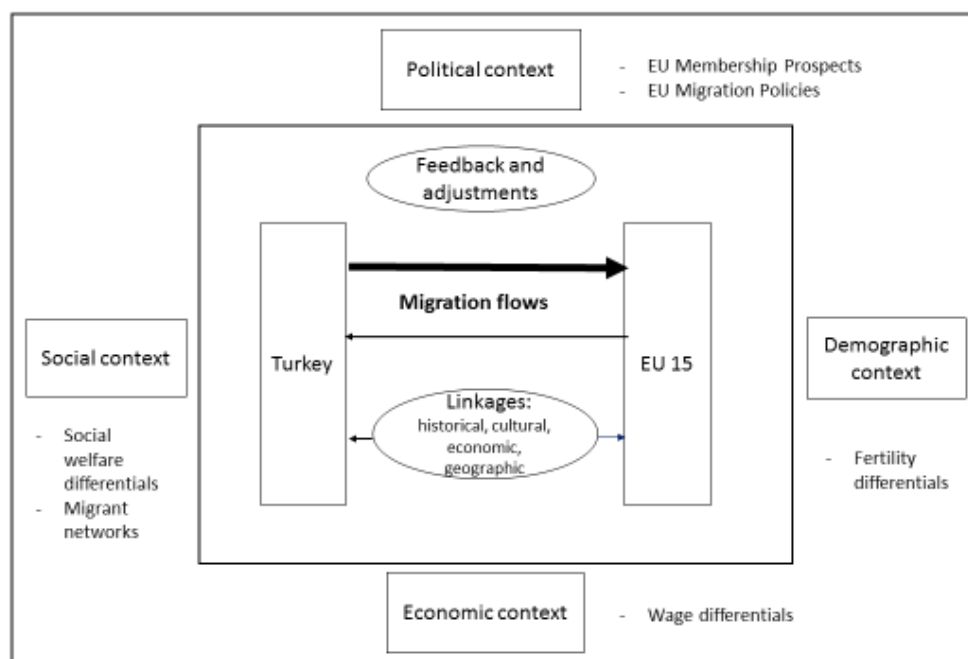 Political context
- EU Membership Prospects
- EU Migration Policies
Feedback and
adjustments
Migration flows
Social context
Turkey
EU 15
Demographic
context
Linkages:
historical, cultural,
economic,
geographic
- Social
welfare
differentials
- Migrant
networks
- Fertility
differentials
Economic context
- Wage differentials